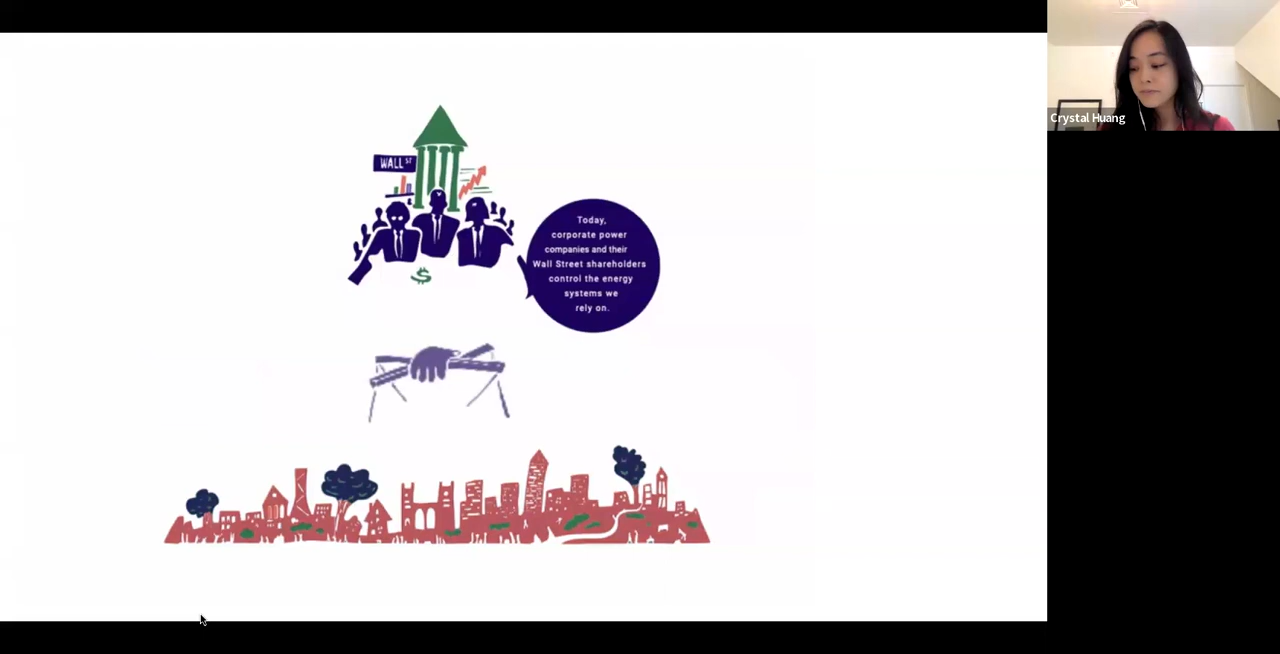 WALL ST
Today,
corporate power
companies and their
Wall Street shareholders
control the energy
systems we
rely on.
Crystal Huang